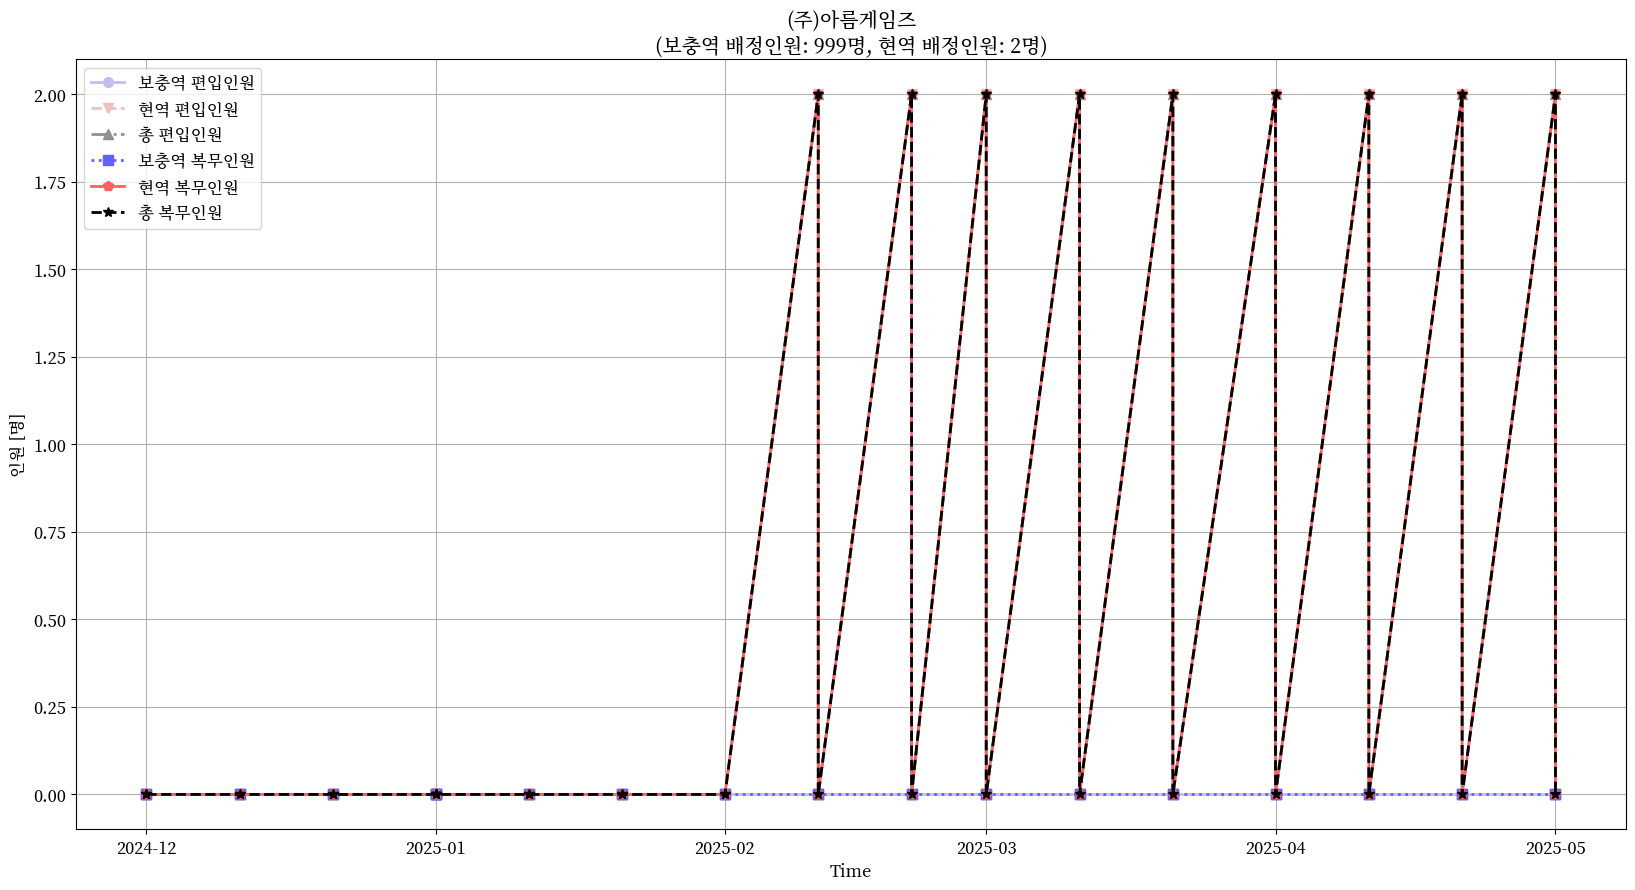 (주)아름게임즈
(보충역 배정인원: 999명, 현역 배정인원: 2명)
보충역 편입인원
현역 편입인원
총 편입인원
보충역 복무인원
현역 복무인원
총 복무인원
2.00
1.75
1.50
1.25
1.00
0.75
0.50
0.25
0.00
인원 [명]
2024-12
2025-01
2025-02
2025-03
2025-04
2025-05
Time